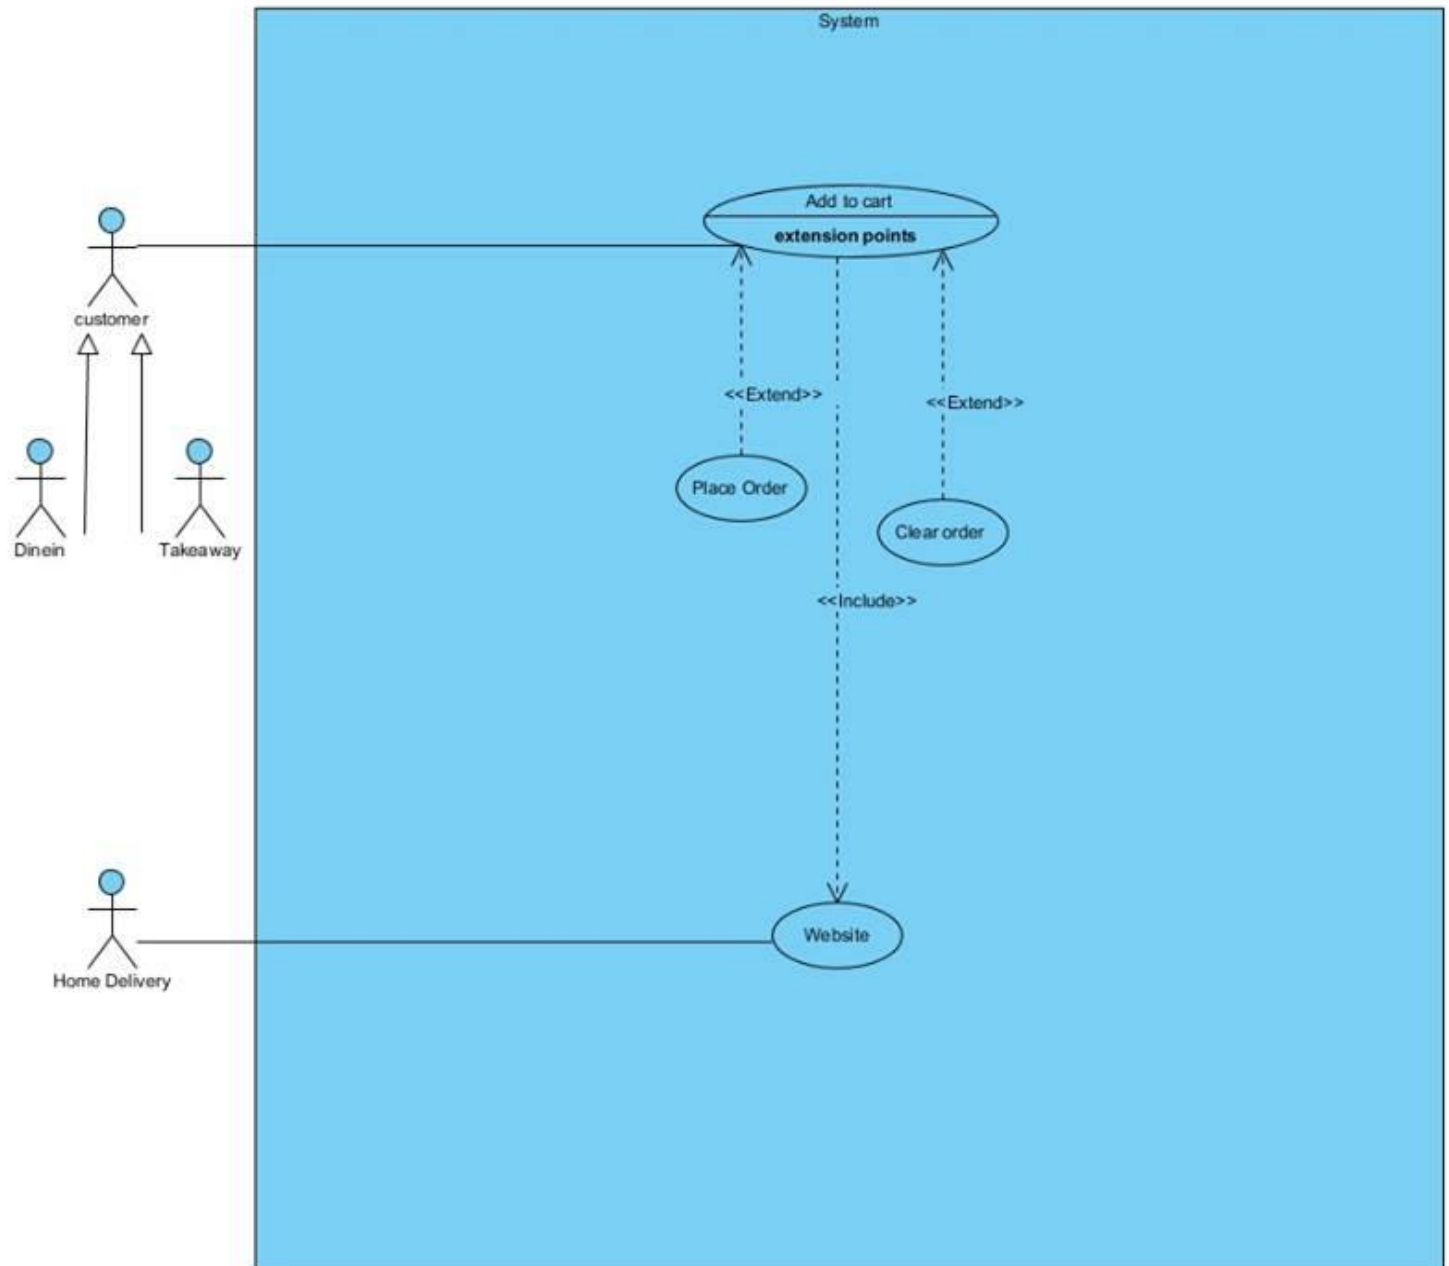 System
Add to cart
extension points
customer
<<Extend>>
<<Extend>>
Place Order
Clear order
Dinein
Takeaway
<<Include>>
Website
Home Delivery